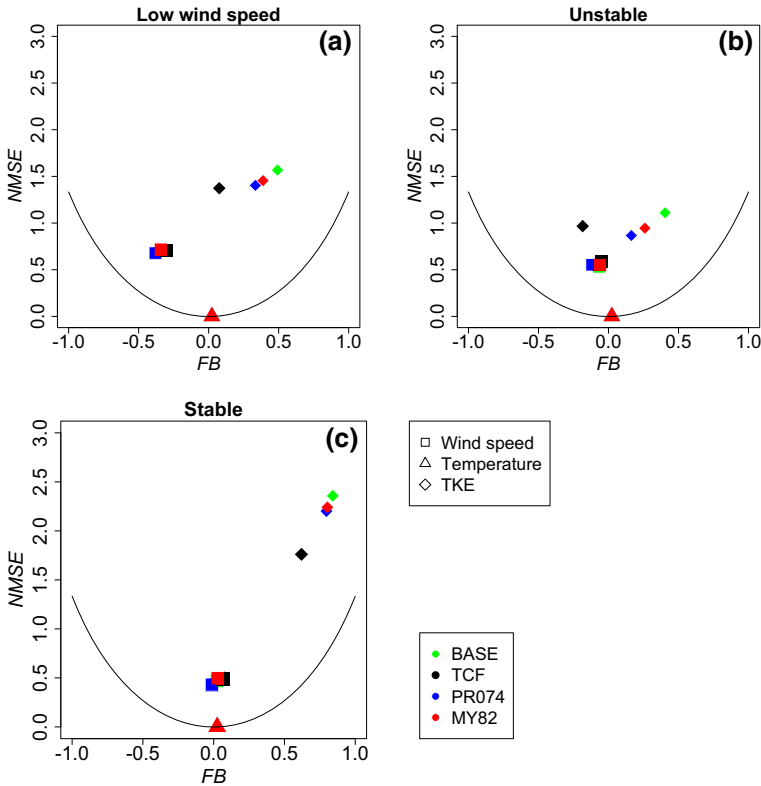 Low wind speed
(a)
3.0
2.5
2.0
1.5
1.0
0.5
0.0
NMSE
-1.0 -0.5 0.0 0.5 1.0
FB
Unstable
(b)
3.0
2.5
2.0
1.5
1.0
0.5
0.0
NMSE
-1.0 -0.5 0.0 0.5 1.0
FB
Stable
(c)
3.0
2.5
2.0
1.5
1.0
0.5
0.0
NMSE
-1.0 -0.5 0.0 0.5 1.0
FB
Wind speed
Temperature
TKE
BASE
TCF
PR074
MY82